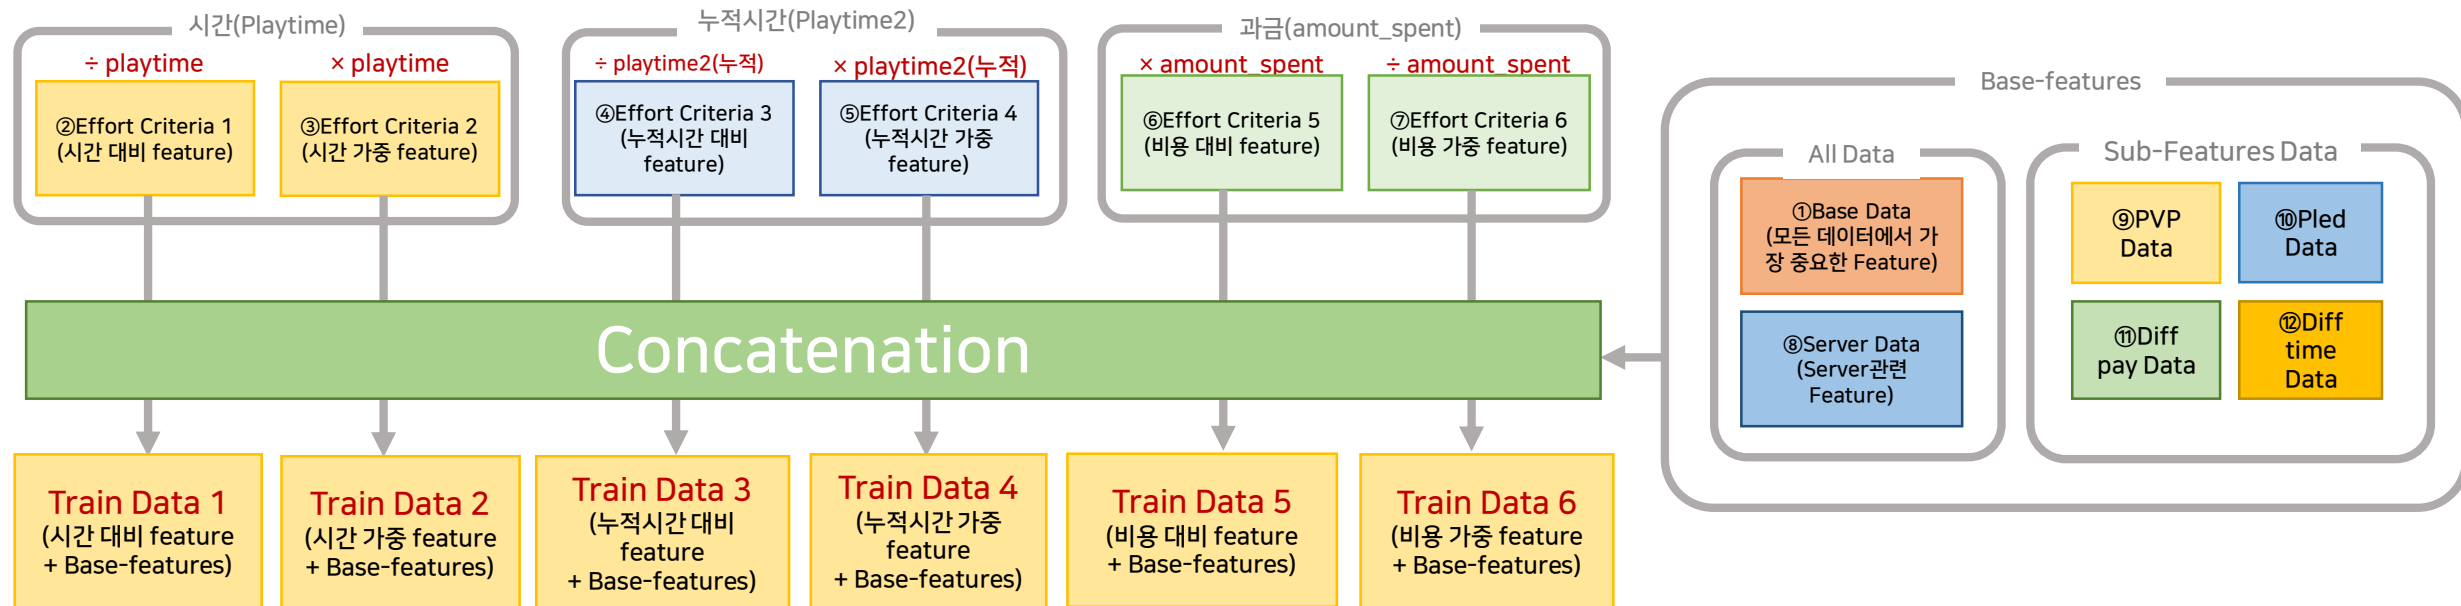 시간(Playtime)
÷ playtime
× playtime
②Effort Criteria 1
(시간 대비 feature)
③Effort Criteria 2
(시간 가중 feature)
누적시간(Playtime2)
÷ playtime2(누적)
× playtime2(누적)
④Effort Criteria 3
(누적시간 대비
feature)
⑤Effort Criteria 4
(누적시간 가중
feature)
과금(amount_spent)
× amount_spent
÷ amount_spent
⑥Effort Criteria 5
(비용 대비 feature)
⑦Effort Criteria 6
(비용 가중 feature)
Base-features
All Data
①Base Data
(모든 데이터에서 가
장 중요한 Feature)
⑧Server Data
(Server관련
Feature)
Sub-Features Data
⑨PVP
Data
⑩Pled
Data
⑪Diff
pay Data
⑫Diff
time
Data
Concatenation
Train Data 1
(시간 대비 feature
+ Base-features)
Train Data 2
(시간 가중 feature
+ Base-features)
Train Data 3
(누적시간 대비
feature
+ Base-features)
Train Data 4
(누적시간 가중
feature
+ Base-features)
Train Data 5
(비용 대비 feature
+ Base-features)
Train Data 6
(비용 가중 feature
+ Base-features)